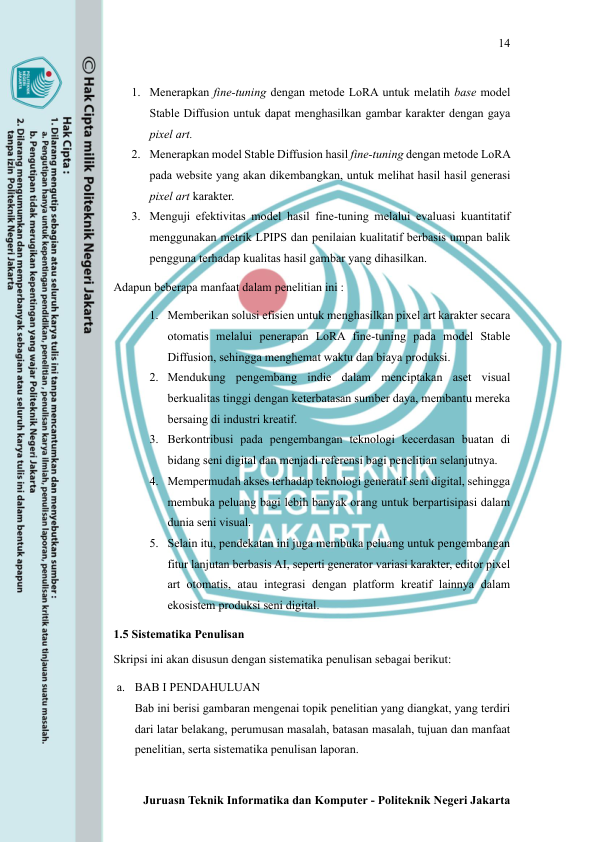 14
1. Menerapkan fine-tuning dengan metode LoRA untuk melatih base model
Stable Diffusion untuk dapat menghasilkan gambar karakter dengan gaya
pixel art.
2. Menerapkan model Stable Diffusion hasil fine-tuning dengan metode LoRA
pada website yang akan dikembangkan, untuk melihat hasil hasil generasi
pixel art karakter.
3. Menguji efektivitas model hasil fine-tuning melalui evaluasi kuantitatif
menggunakan metrik LPIPS dan penilaian kualitatif berbasis umpan balik
pengguna terhadap kualitas hasil gambar yang dihasilkan.
Adapun beberapa manfaat dalam penelitian ini :
1. Memberikan solusi efisien untuk menghasilkan pixel art karakter secara
otomatis melalui penerapan LoRA fine-tuning pada model Stable
Diffusion, sehingga menghemat waktu dan biaya produksi.
2. Mendukung pengembang indie dalam menciptakan aset visual
berkualitas tinggi dengan keterbatasan sumber daya, membantu mereka
bersaing di industri kreatif.
3. Berkontribusi pada pengembangan teknologi kecerdasan buatan di
bidang seni digital dan menjadi referensi bagi penelitian selanjutnya.
4. Mempermudah akses terhadap teknologi generatif seni digital, sehingga
membuka peluang bagi lebih banyak orang untuk berpartisipasi dalam
dunia seni visual.
5. Selain itu, pendekatan ini juga membuka peluang untuk pengembangan
fitur lanjutan berbasis AI, seperti generator variasi karakter, editor pixel
art otomatis, atau integrasi dengan platform kreatif lainnya dalam
ekosistem produksi seni digital.
1.5 Sistematika Penulisan
Skripsi ini akan disusun dengan sistematika penulisan sebagai berikut:
a. BAB I PENDAHULUAN
Bab ini berisi gambaran mengenai topik penelitian yang diangkat, yang terdiri
dari latar belakang, perumusan masalah, batasan masalah, tujuan dan manfaat
penelitian, serta sistematika penulisan laporan.
Juruasn Teknik Informatika dan Komputer - Politeknik Negeri Jakarta
© Hak Cipta milik Politeknik Negeri Jakarta
Hak Cipta :
1. Dilarang mengutip sebagian atau seluruh karya tulis ini tanpa mencantumkan dan menyebutkan sumber :
a. Pengutipan hanya untuk kepentingan pendidikan, penelitian , penulisan karya ilmiah, penulisan laporan, penulisan kritik atau tinjauan suatu masalah.
b. Pengutipan tidak merugikan kepentingan yang wajar Politeknik Negeri Jakarta
2. Dilarang mengumumkan dan memperbanyak sebagian atau seluruh karya tulis ini dalam bentuk apapun
tanpa izin Politeknik Negeri Jakarta
POLITEKNIK
NEGERI
JAKARTA
POLITEKNIK
NEGERI
JAKARTA